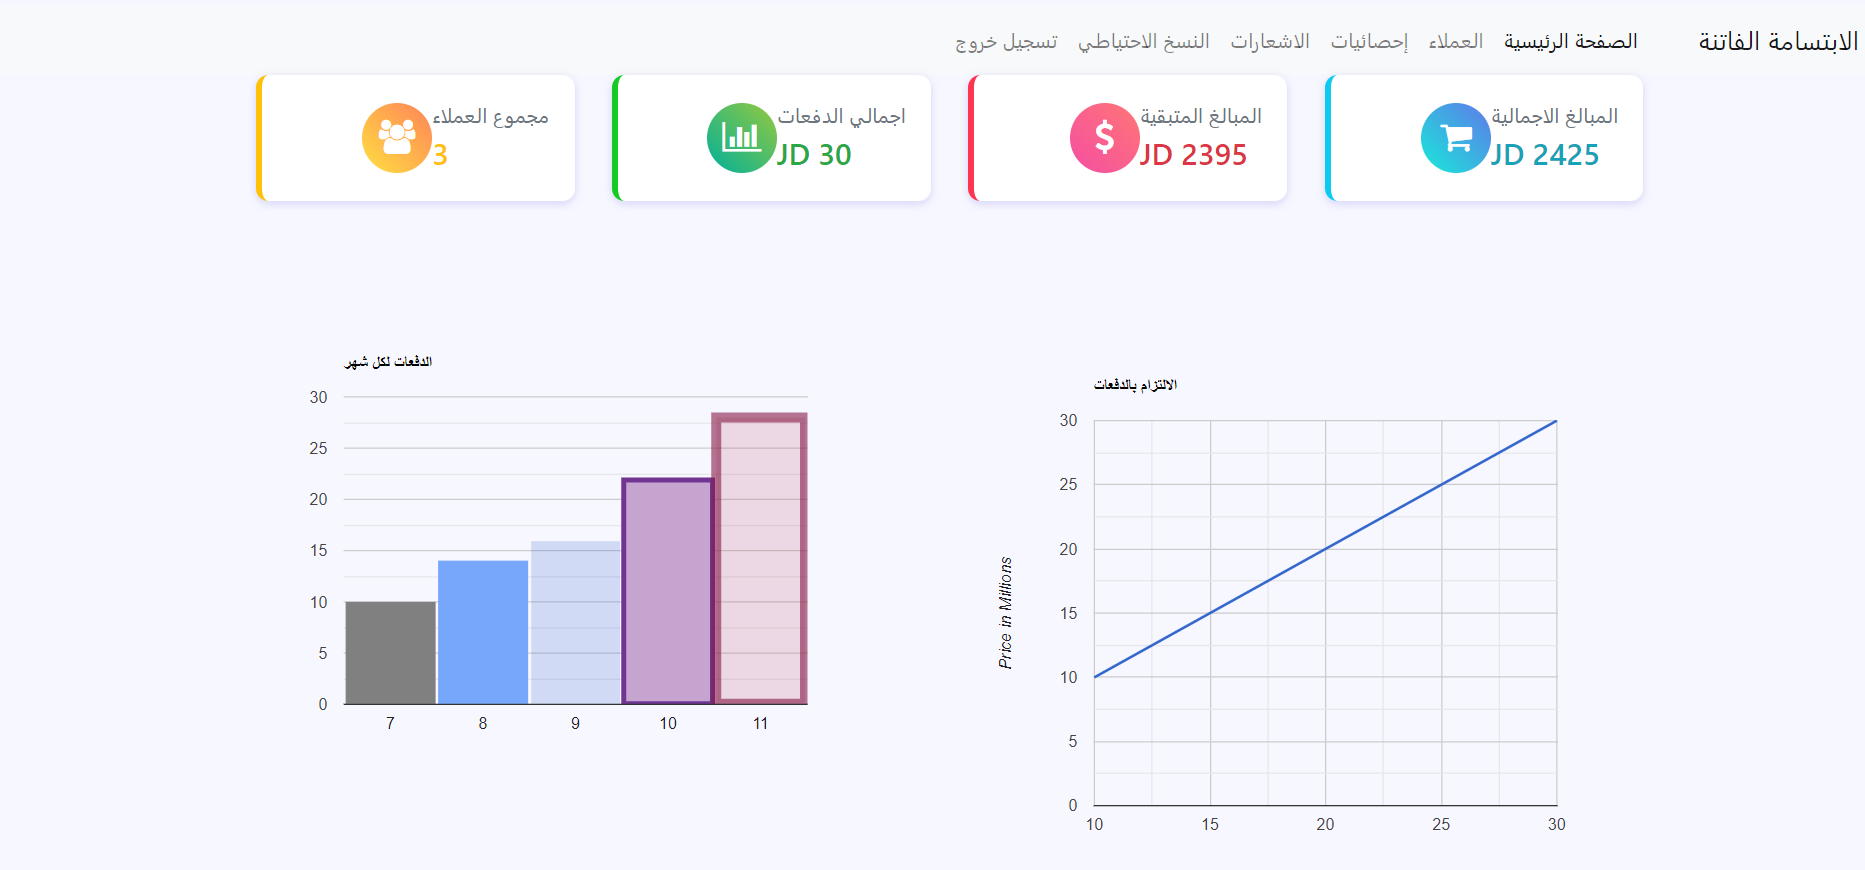 الابتسامة الفاتنة
الصفحة الرئيسية
العملاء
إحصائيات
الاشعارات
النسخ الاحتياطي
تسجيل خروج
المبالغ الاجمالية
JD 2425
المبالغ المتبقية
JD 2395
اجمالي الدفعات
JD 30
مجموع العملاء
3
الالتزام بالدفعات
30
25
20
15
10
5
0
Price in Millions
10
15
20
25
30
الدفعات لكل شهر
30
25
20
15
10
5
0
7
8
9
10
11